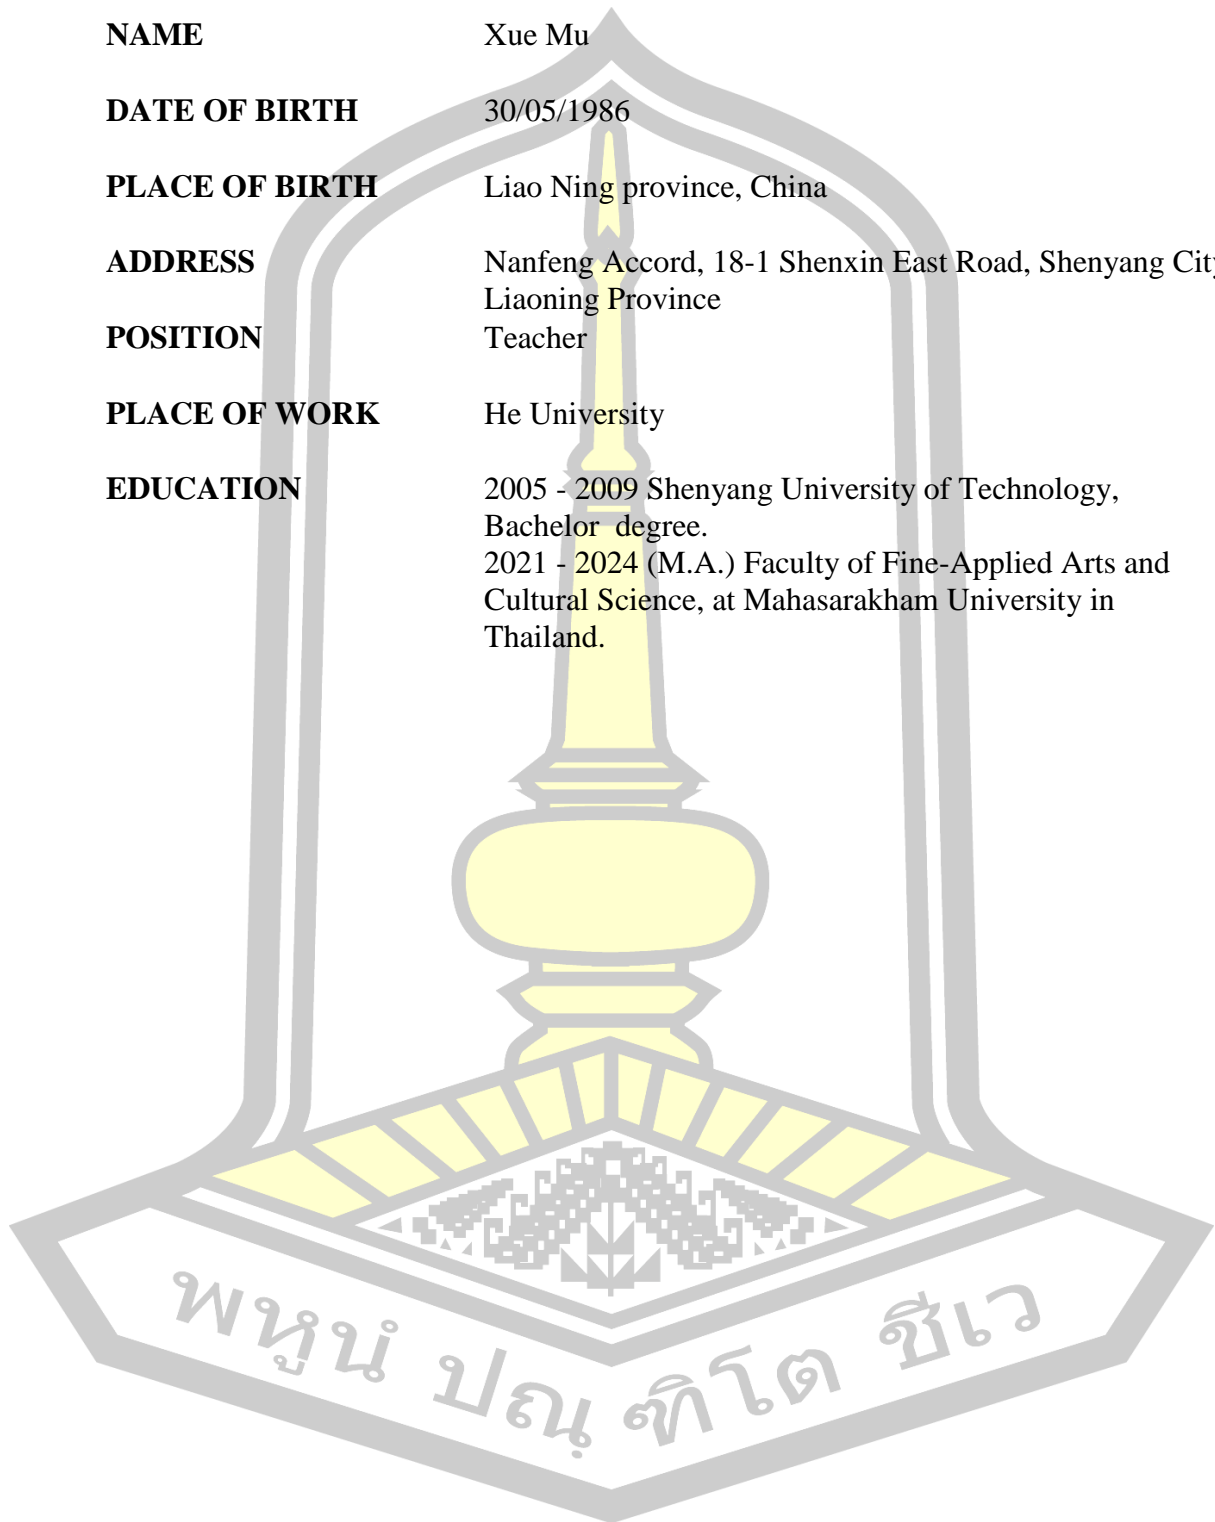 NAME Xue Mu
DATE OF BIRTH 30/05/1986
PLACE OF BIRTH Liao Ning province, China
ADDRESS Nanfeng Accord, 18-1 Shenxin East Road, Shenyang City
Liaoning Province
POSITION Teacher
PLACE OF WORK He University
EDUCATION 2005 - 2009 Shenyang University of Technology,
Bachelor degree.
2021 - 2024 (M.A.) Faculty of Fine-Applied Arts and
Cultural Science, at Mahasarakham University in
Thailand.
พหูนํ ปณฺฑิโต ชีเว